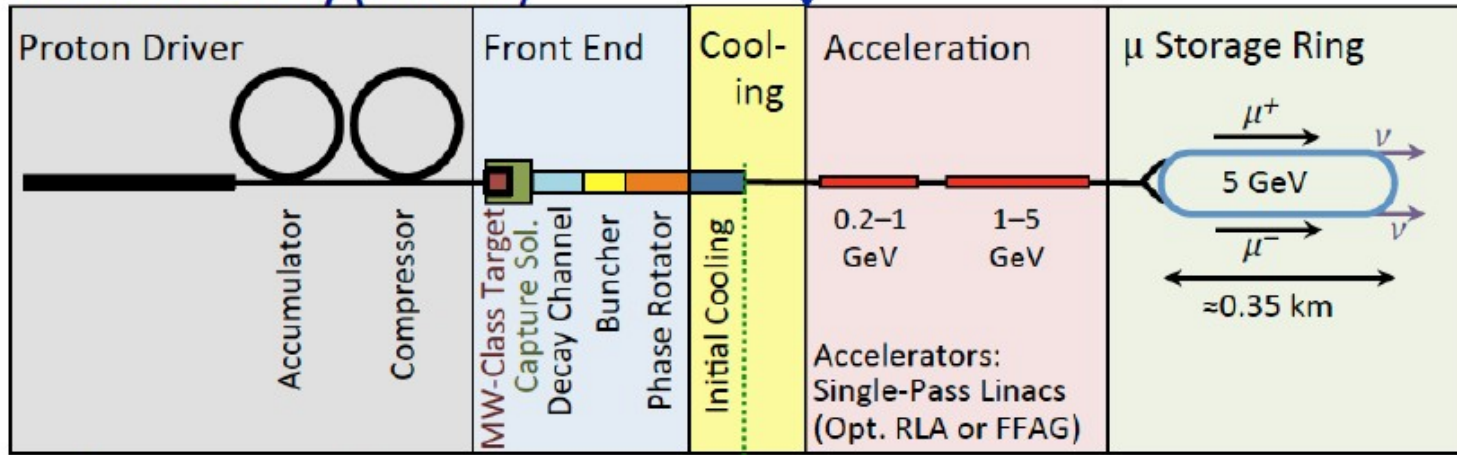 Proton Driver
Accumulator
Compressor
Front End
MW-Class Target
Capture Sol.
Decay Channel
Buncher
Phase Rotator
Cool-
ing
Initial Cooling
Acceleration
0.2–1
GeV
1–5
GeV
Accelerators:
Single-Pass Linacs
(Opt. RLA or FFAG)
μ Storage Ring
μ+
ν
5 GeV
ν
μ−
≈0.35 km